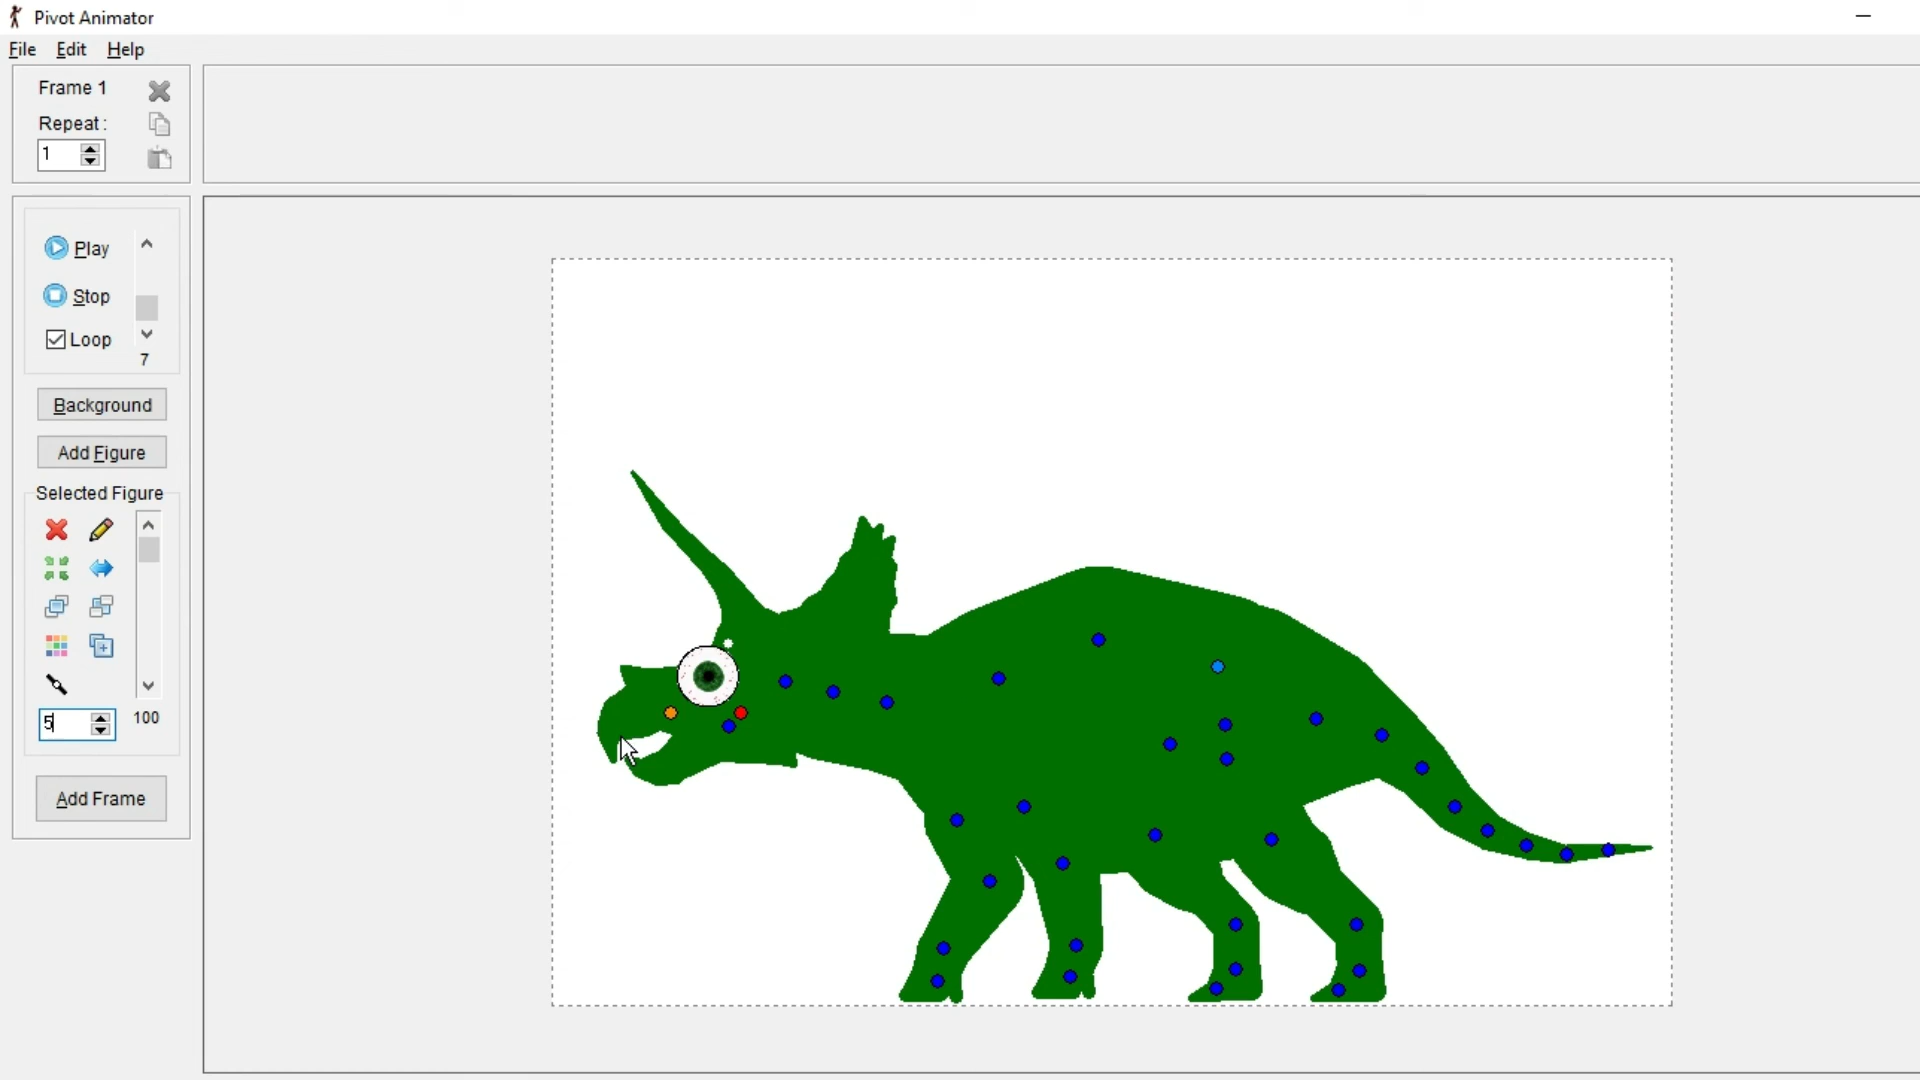 Pivot Animator
File Edit Help
Frame 1
Repeat :
1
Play
Stop
Loop
7
Background
Add Figure
Selected Figure
5
100
Add Frame